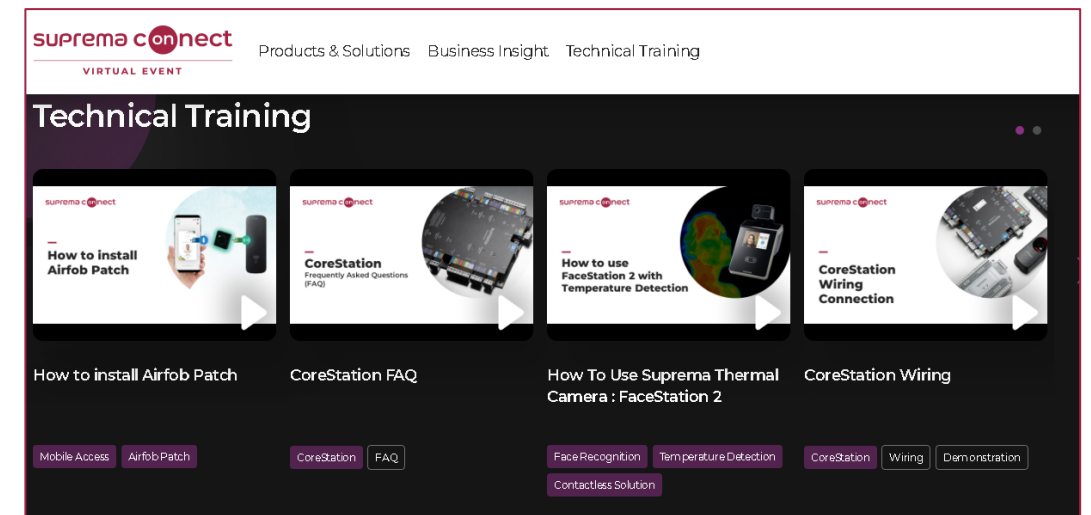 suprema connect
VIRTUAL EVENT
Products & Solutions
Business Insight
Technical Training
Technical Training
suprema connect
How to install
Airfob Patch
suprema connect
CoreStation
Frequently Asked Questions
(FAQ)
suprema connect
How to use
FaceStation 2 with
Temperature Detection
suprema connect
CoreStation
Wiring
Connection
How to install Airfob Patch
CoreStation FAQ
How To Use Suprema Thermal
Camera : FaceStation 2
CoreStation Wiring
Mobile Access
Airfob Patch
CoreStation
FAQ
Face Recognition
Temperature Detection
Contactless Solution
CoreStation
Wiring
Demonstration